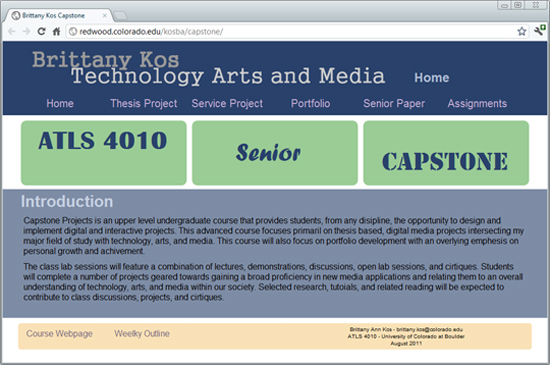 Brittany Kos Capstone
redwood.colorado.edu/kosba/capstone/
Brittany Kos
Technology Arts and Media
Home
Home Thesis Project Service Project Portfolio Senior Paper Assignments
ATLS 4010 Senior CAPSTONE
Introduction
Capstone Projects is an upper level undergraduate course that provides students, from any disipline, the opportunity to design and
implement digital and interactive projects. This advanced course focuses primaril on thesis based, digital media projects intersecting my
major field of study with technology, arts, and media. This course will also focus on portfolio development with an overlying emphesis on
personal growth and achivement.
The class lab sessions will feature a combination of lectures, demonstrations, discussions, open lab sessions, and cirtiques. Students
will complete a number of projects geared towards gaining a broad proficiency in new media applications and relating them to an overall
understanding of technology, arts, and media within our society. Selected research, tutoials, and related reading will be expected to
contribute to class discussions, projects, and cirtiques.
Course Webpage Weelky Outline
Brittany Ann Kos - brittany.kos@colorado.edu
ATLS 4010 - University of Colorado at Boulder
August 2011